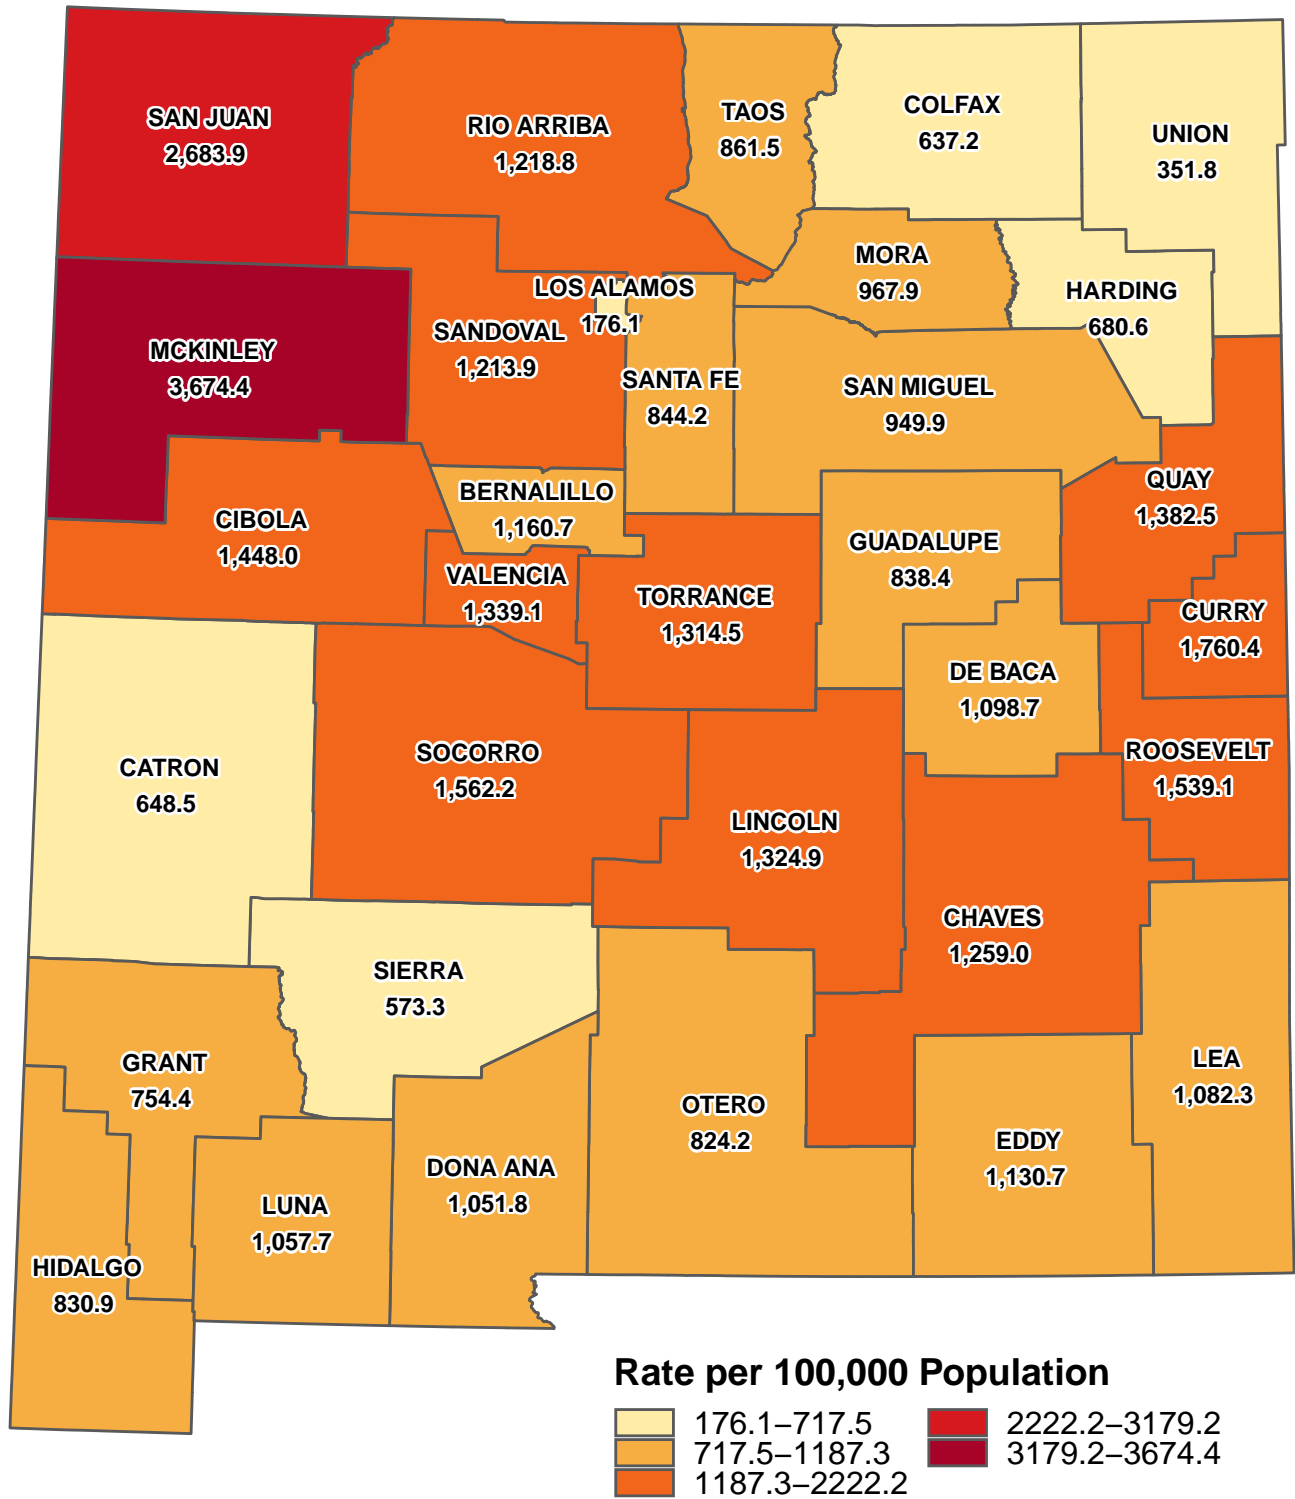 SAN JUAN
2,683.9
RIO ARRIBA
1,218.8
TAOS
861.5
COLFAX
637.2
UNION
351.8
MORA
967.9
HARDING
680.6
LOS ALAMOS
176.1
SANDOVAL
1,213.9
MCKINLEY
3,674.4
SANTA FE
844.2
SAN MIGUEL
949.9
QUAY
1,382.5
BERNALILLO
1,160.7
CIBOLA
1,448.0
GUADALUPE
838.4
VALENCIA
1,339.1
TORRANCE
1,314.5
CURRY
1,760.4
DE BACA
1,098.7
ROOSEVELT
1,539.1
SOCORRO
1,562.2
CATRON
648.5
LINCOLN
1,324.9
CHAVES
1,259.0
SIERRA
573.3
GRANT
754.4
LEA
1,082.3
OTERO
824.2
EDDY
1,130.7
DONA ANA
1,051.8
LUNA
1,057.7
HIDALGO
830.9
Rate per 100,000 Population
176.1–717.5
717.5–1187.3
1187.3–2222.2
2222.2–3179.2
3179.2–3674.4